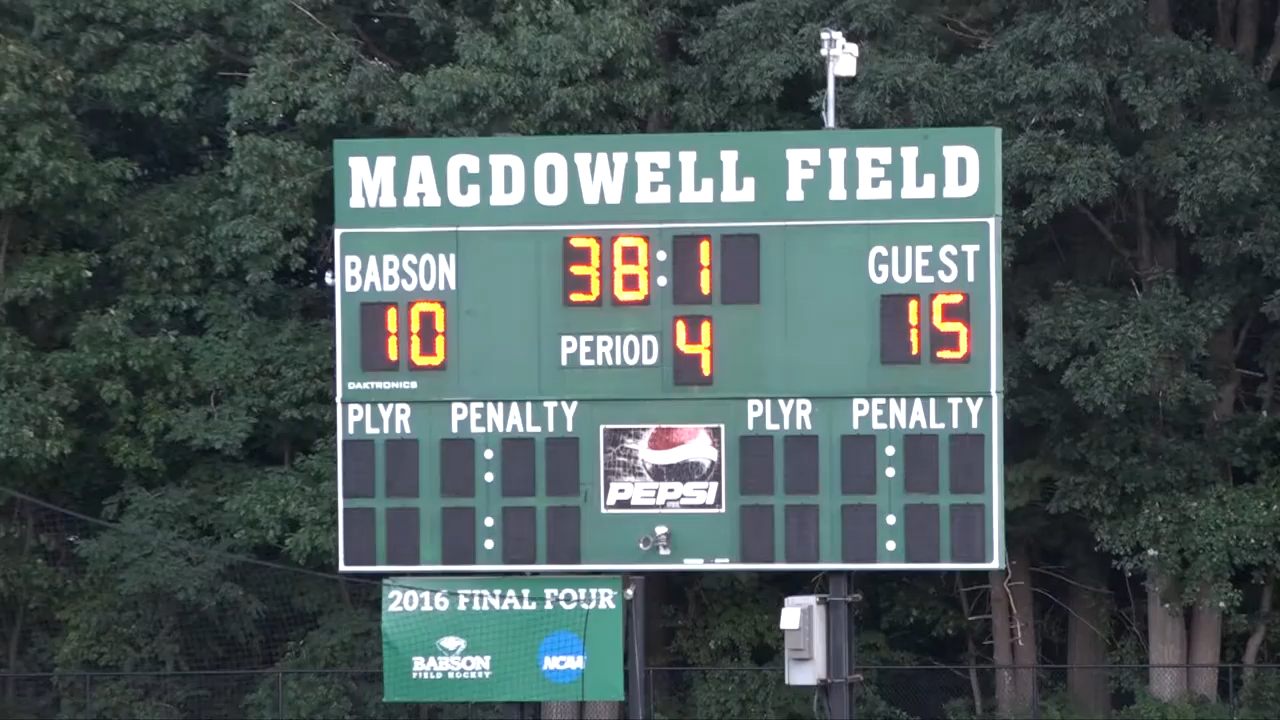 MACDOWELL FIELD
BABSON 38:1 GUEST
10 PERIOD 4 15
DAKTRONICS
PLYR PENALTY PLYR PENALTY
PEPSI
2016 FINAL FOUR
BABSON NCAA
FIELD HOCKEY